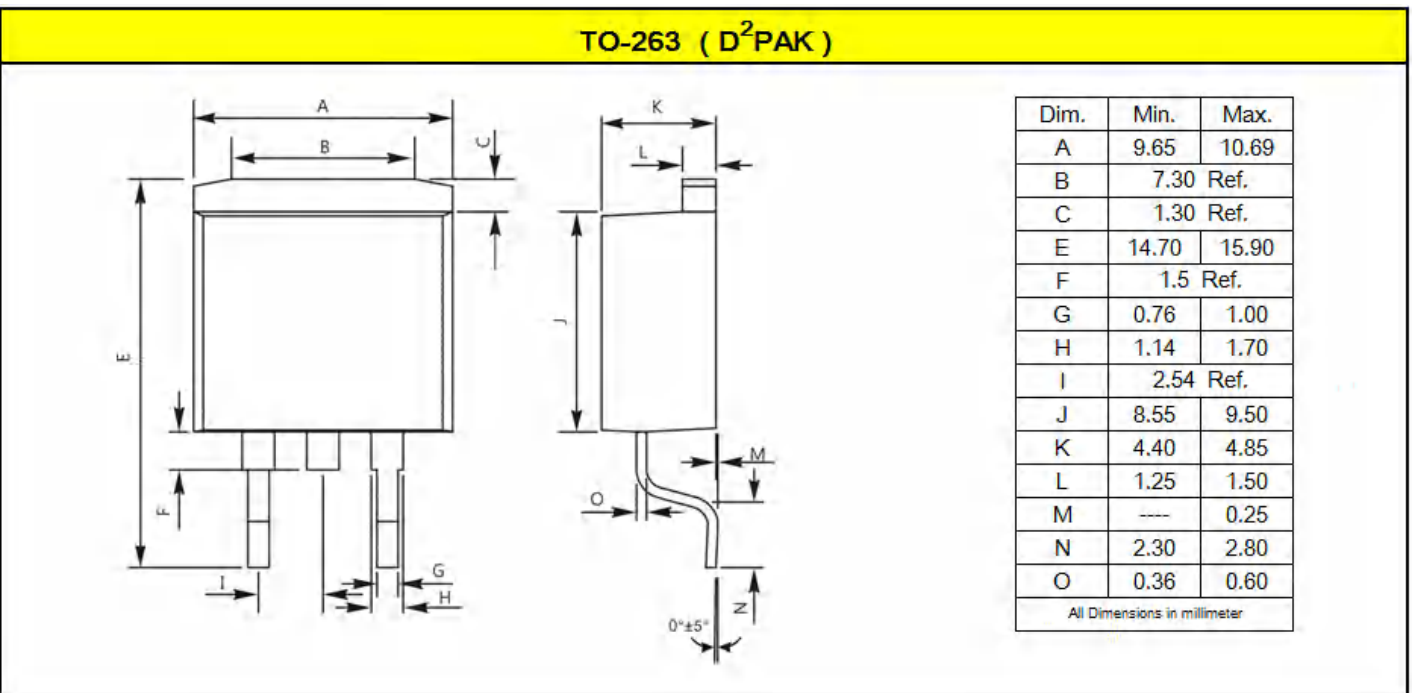 TO-263 ( D²PAK )
A
B
C
E
F
I
G
H
K
L
J
M
O
N
0°±5°
Dim. Min. Max.
A 9.65 10.69
B 7.30 Ref.
C 1.30 Ref.
E 14.70 15.90
F 1.5 Ref.
G 0.76 1.00
H 1.14 1.70
I 2.54 Ref.
J 8.55 9.50
K 4.40 4.85
L 1.25 1.50
M ---- 0.25
N 2.30 2.80
O 0.36 0.60
All Dimensions in millimeter